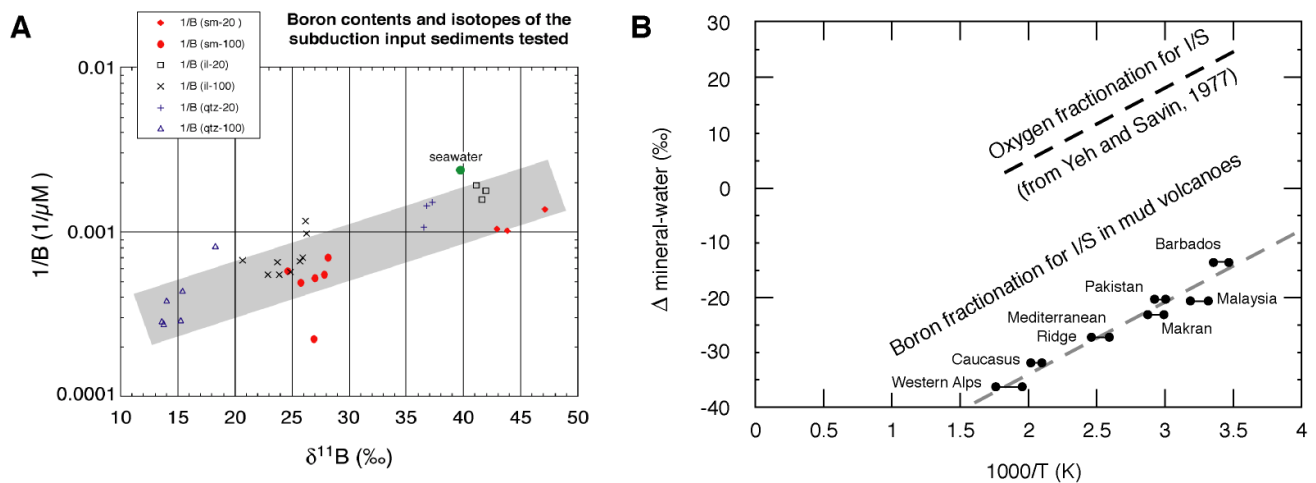 A
1/B (sm-20 )
1/B (sm-100)
1/B (il-20)
1/B (il-100)
1/B (qtz-20)
1/B (qtz-100)
Boron contents and isotopes of the
subduction input sediments tested
1/B (1/µM)
0.01
0.001
0.0001
seawater
10 15 20 25 30 35 40 45 50
δ¹¹B (‰)
B
Δ mineral-water (‰)
30
20
10
0
-10
-20
-30
-40
Oxygen fractionation for I/S
(from Yeh and Savin, 1977)
Boron fractionation for I/S in mud volcanoes
Barbados
Pakistan
Malaysia
Mediterranean
Ridge
Makran
Caucasus
Western Alps
0 0.5 1 1.5 2 2.5 3 3.5 4
1000/T (K)